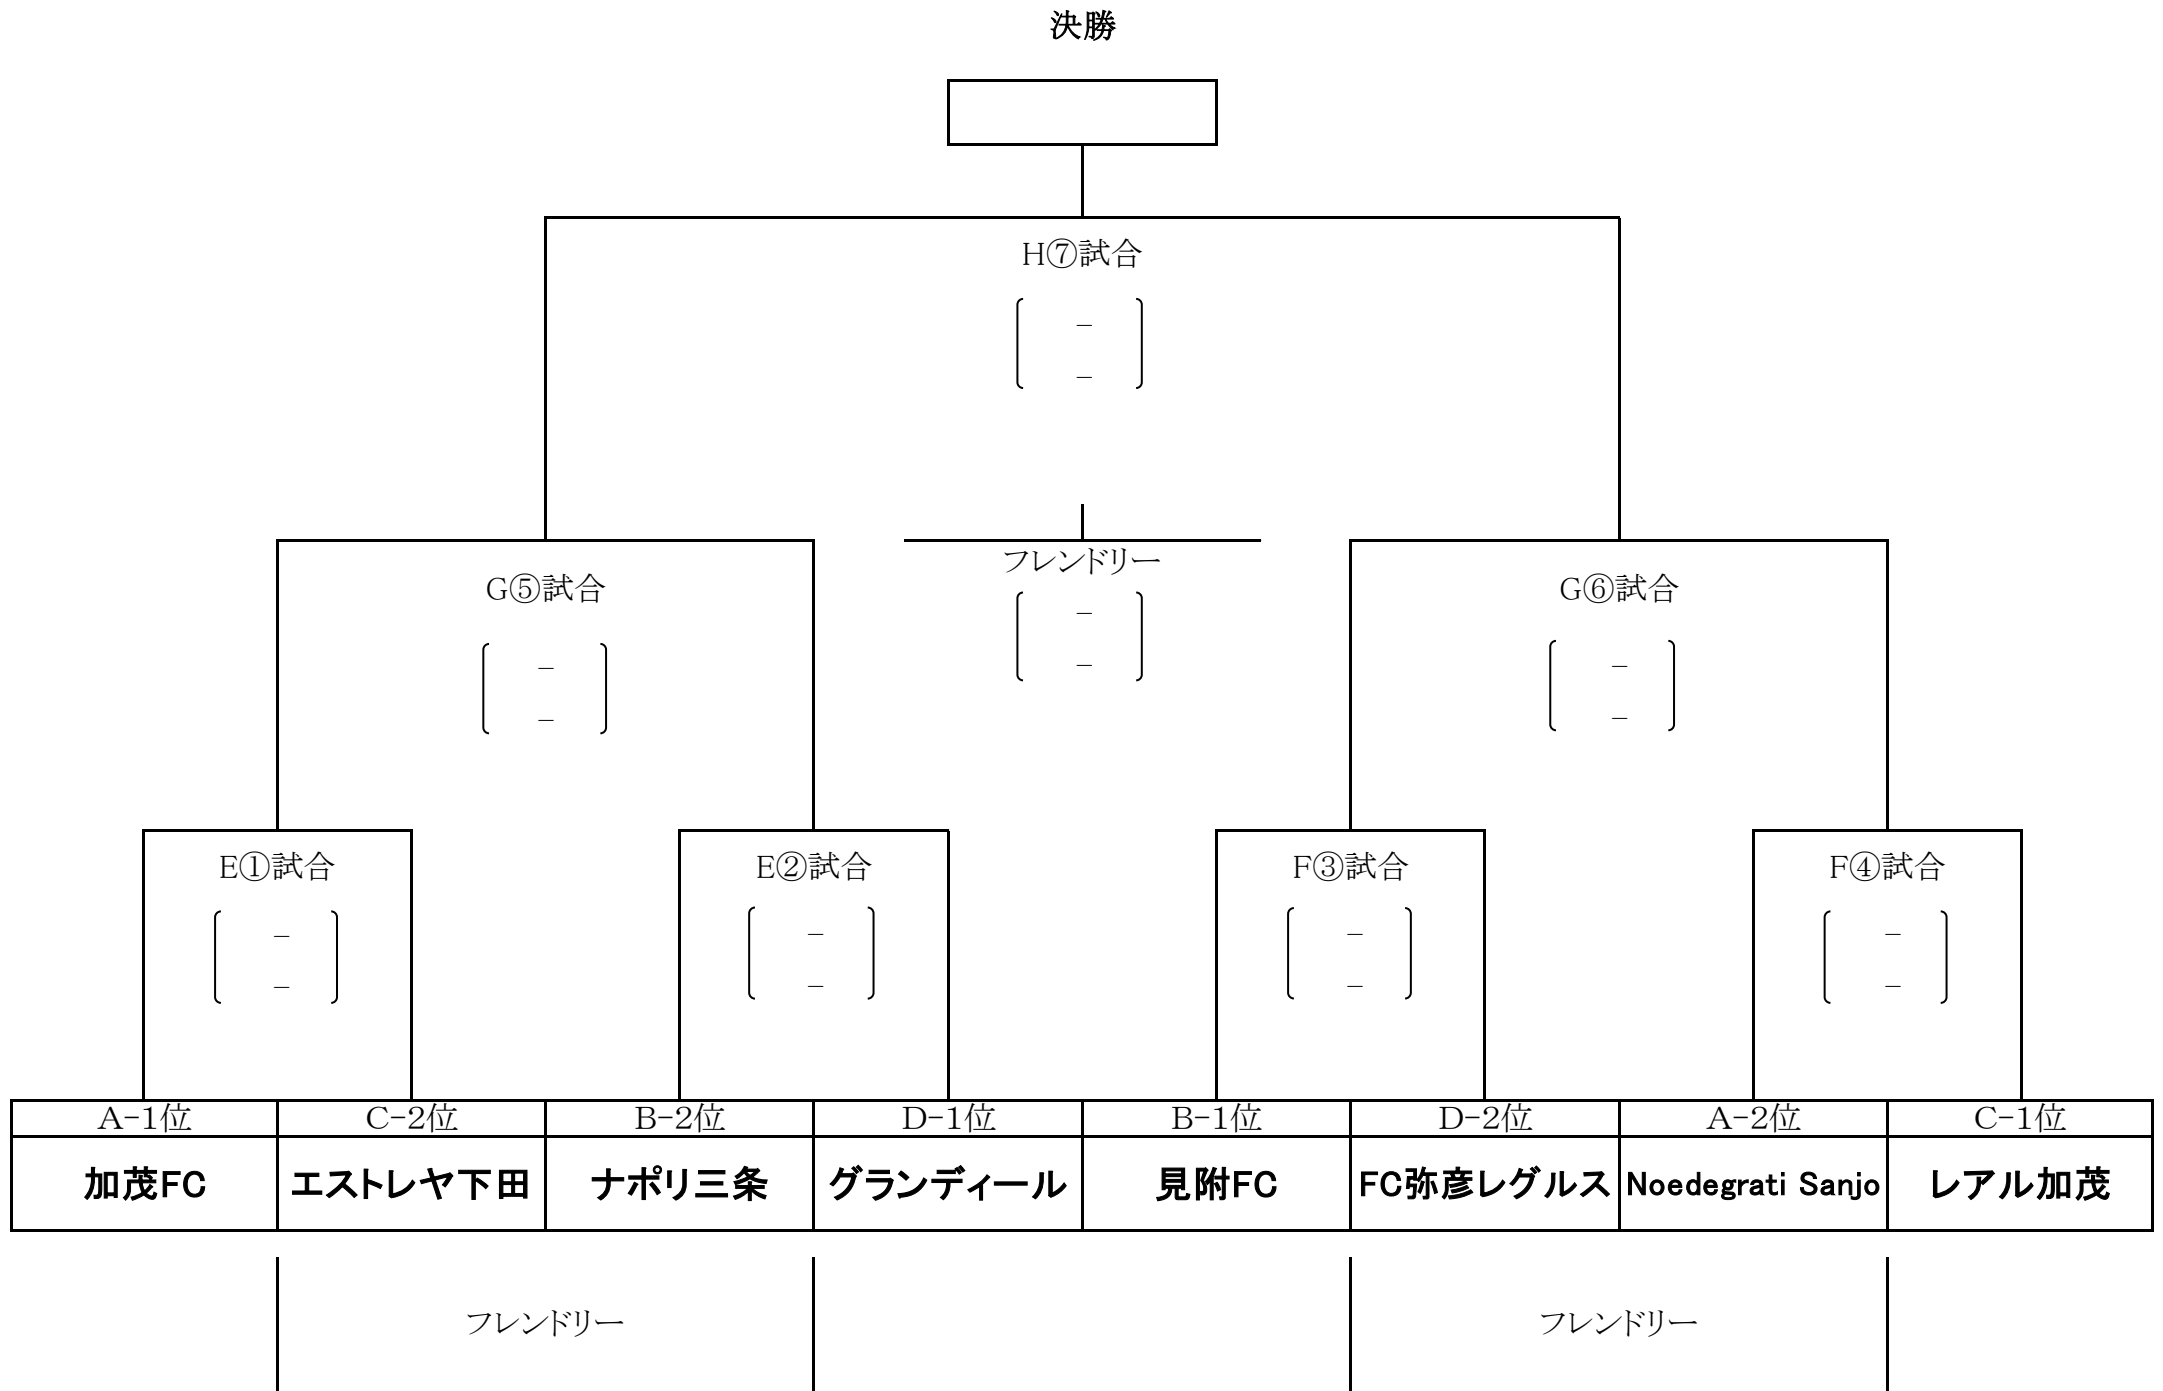 決勝
H⑦試合
-
-
フレンドリー
G⑤試合
G⑥試合
-
-
-
-
-
-
E①試合
E②試合
F③試合
F④試合
-
-
-
-
-
-
-
-
A-1位
C-2位
B-2位
D-1位
B-1位
D-2位
A-2位
C-1位
加茂FC
エストレヤ下田
ナポリ三条
グランディール
見附FC
FC弥彦レグルス
Noedegrati Sanjo
レアル加茂
フレンドリー
フレンドリー